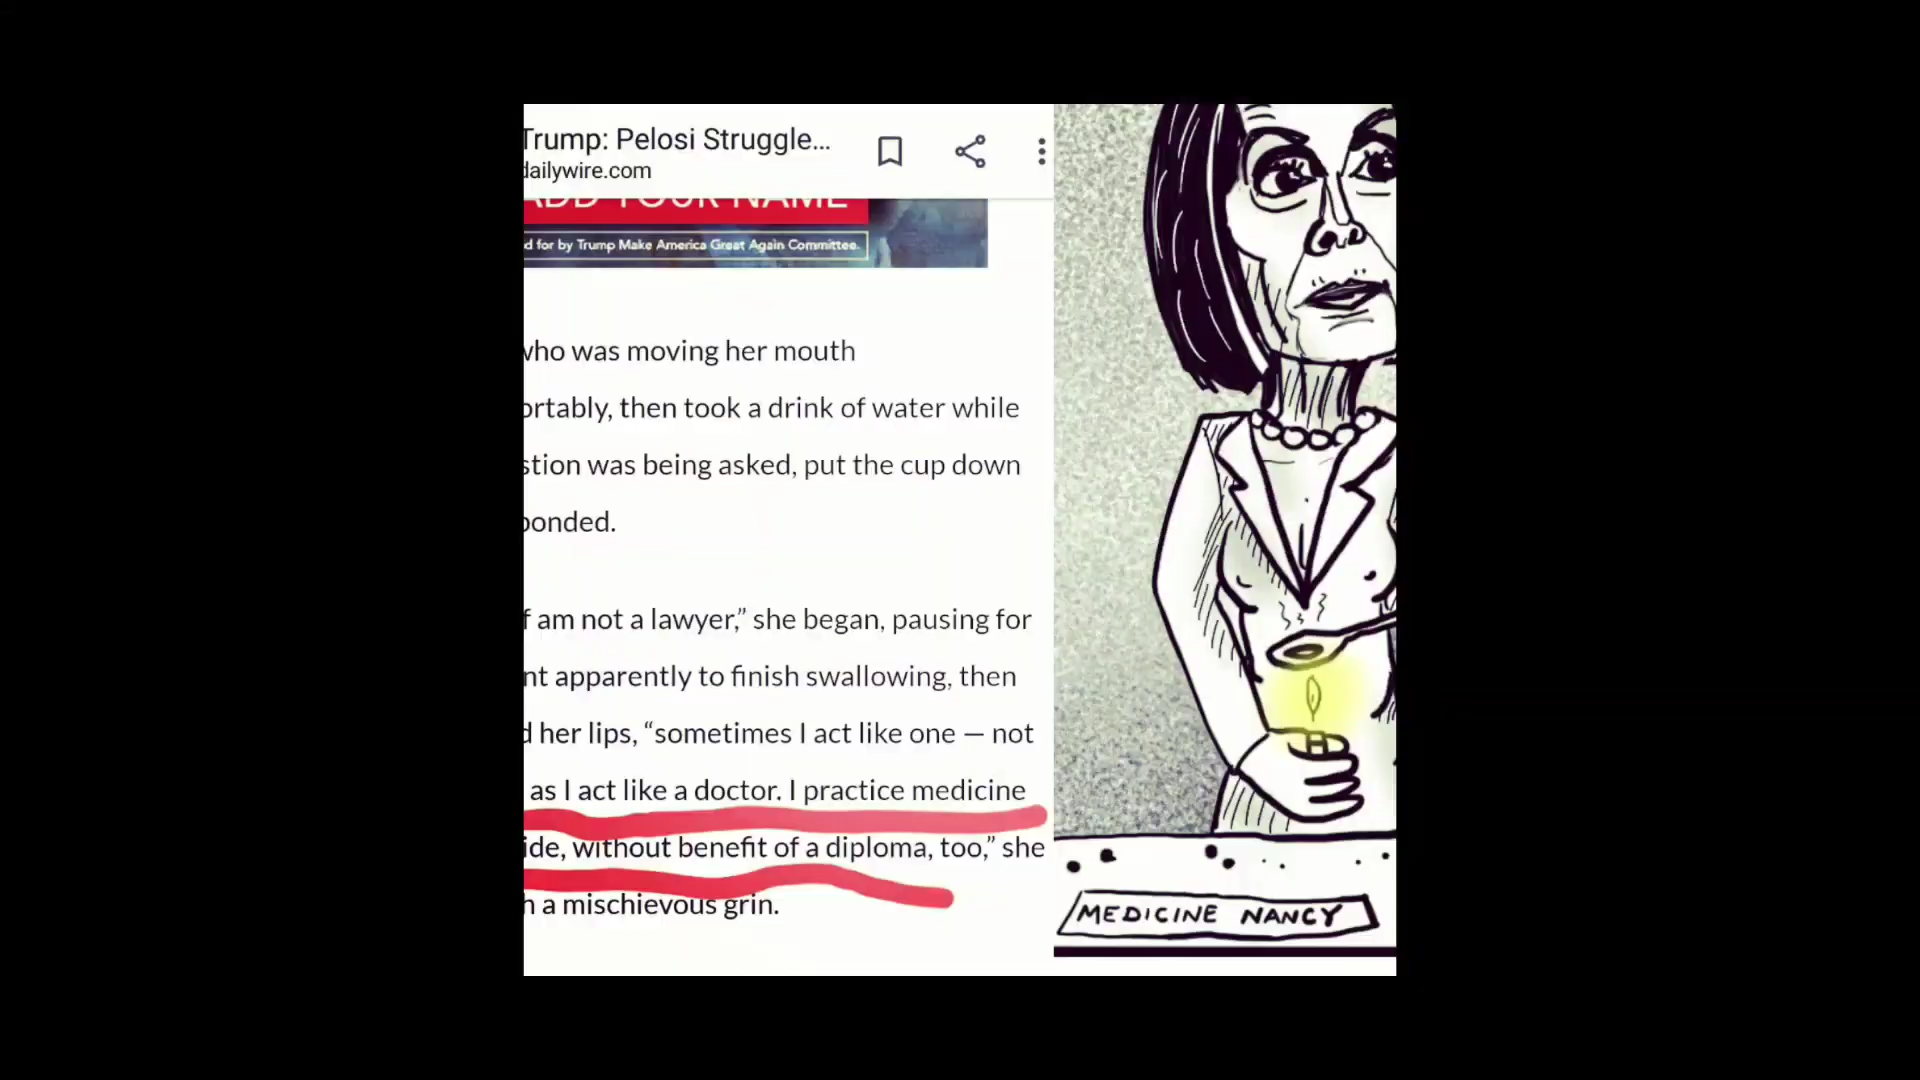 Trump: Pelosi Struggle...
dailywire.com
ADD YOUR NAME
d for by Trump Make America Great Again Committee.
who was moving her mouth
ortably, then took a drink of water while
stion was being asked, put the cup down
ponded.
f am not a lawyer,” she began, pausing for
nt apparently to finish swallowing, then
d her lips, “sometimes I act like one — not
as I act like a doctor. I practice medicine
ide, without benefit of a diploma, too,” she
h a mischievous grin.
MEDICINE NANCY